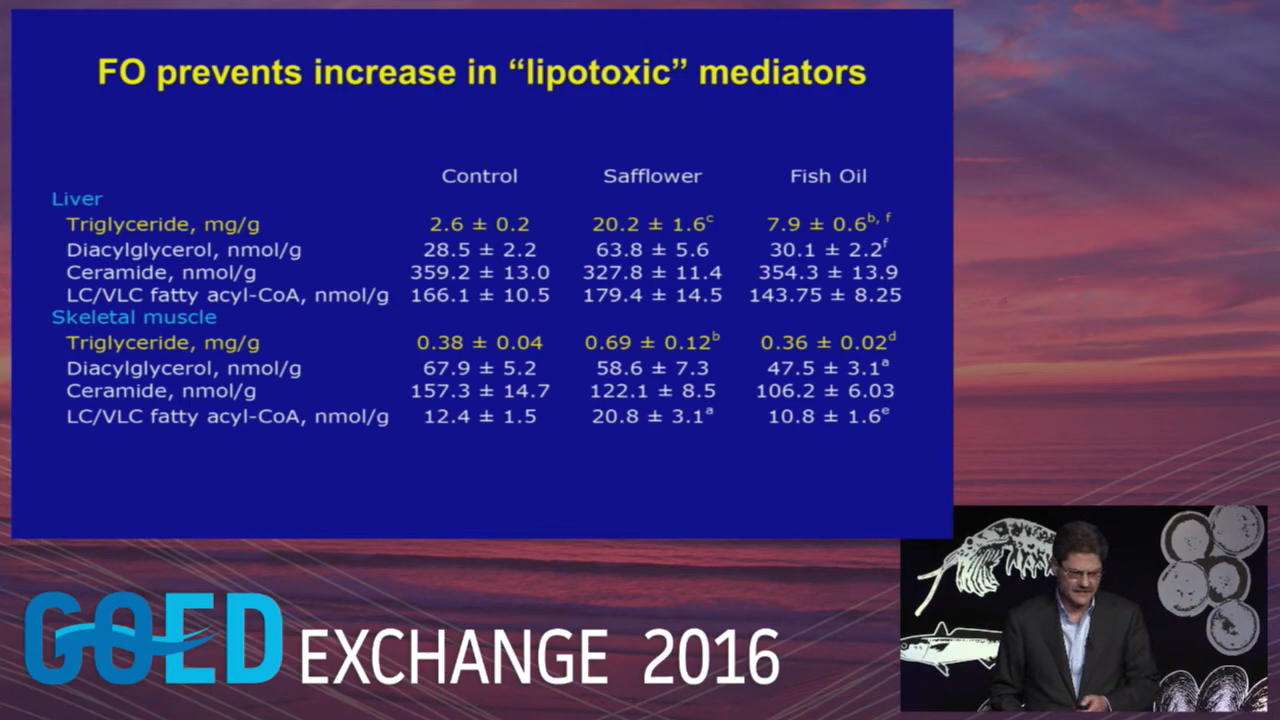 FO prevents increase in “lipotoxic” mediators
Control Safflower Fish Oil
Liver
Triglyceride, mg/g 2.6 ± 0.2 20.2 ± 1.6ᶜ 7.9 ± 0.6ᵇ, ᶠ
Diacylglycerol, nmol/g 28.5 ± 2.2 63.8 ± 5.6 30.1 ± 2.2ᶠ
Ceramide, nmol/g 359.2 ± 13.0 327.8 ± 11.4 354.3 ± 13.9
LC/VLC fatty acyl-CoA, nmol/g 166.1 ± 10.5 179.4 ± 14.5 143.75 ± 8.25
Skeletal muscle
Triglyceride, mg/g 0.38 ± 0.04 0.69 ± 0.12ᵇ 0.36 ± 0.02ᵈ
Diacylglycerol, nmol/g 67.9 ± 5.2 58.6 ± 7.3 47.5 ± 3.1ᵃ
Ceramide, nmol/g 157.3 ± 14.7 122.1 ± 8.5 106.2 ± 6.03
LC/VLC fatty acyl-CoA, nmol/g 12.4 ± 1.5 20.8 ± 3.1ᵃ 10.8 ± 1.6ᵉ
GOED EXCHANGE 2016